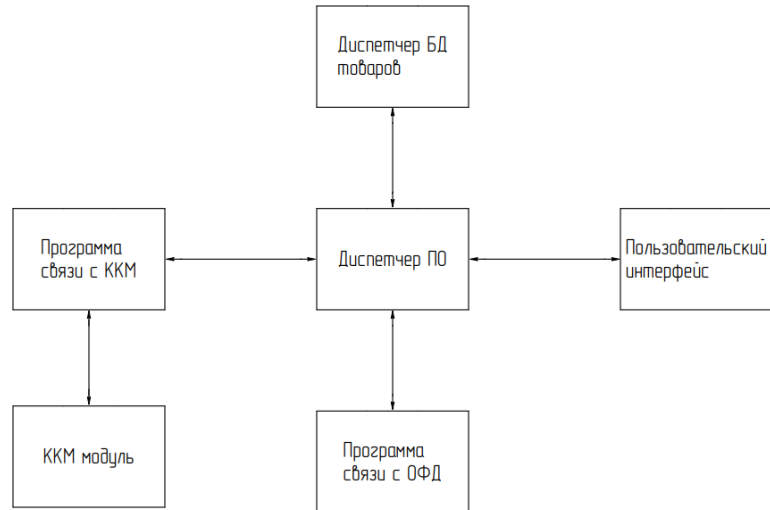 Диспетчер БД
товаров
Программа
связи с ККМ
Диспетчер ПО
Пользовательский
интерфейс
ККМ модуль
Программа
связи с ОФД